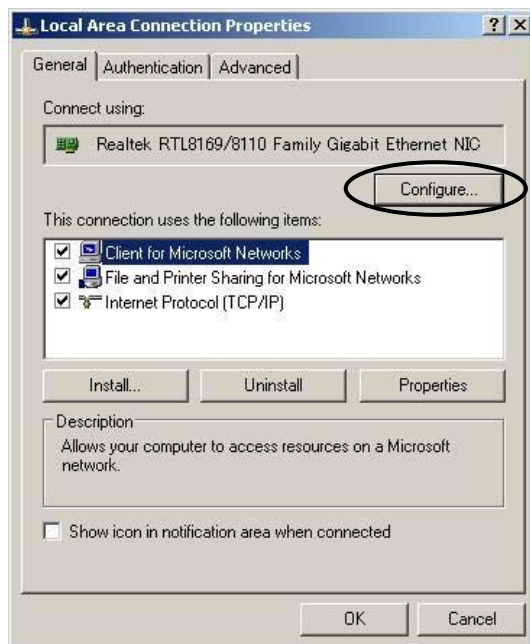 Local Area Connection Properties
General Authentication Advanced
Connect using:
Realtek RTL8169/8110 Family Gigabit Ethernet NIC
Configure...
This connection uses the following items:
Client for Microsoft Networks
File and Printer Sharing for Microsoft Networks
Internet Protocol (TCP/IP)
Install... Uninstall Properties
Description
Allows your computer to access resources on a Microsoft
network.
Show icon in notification area when connected
OK Cancel